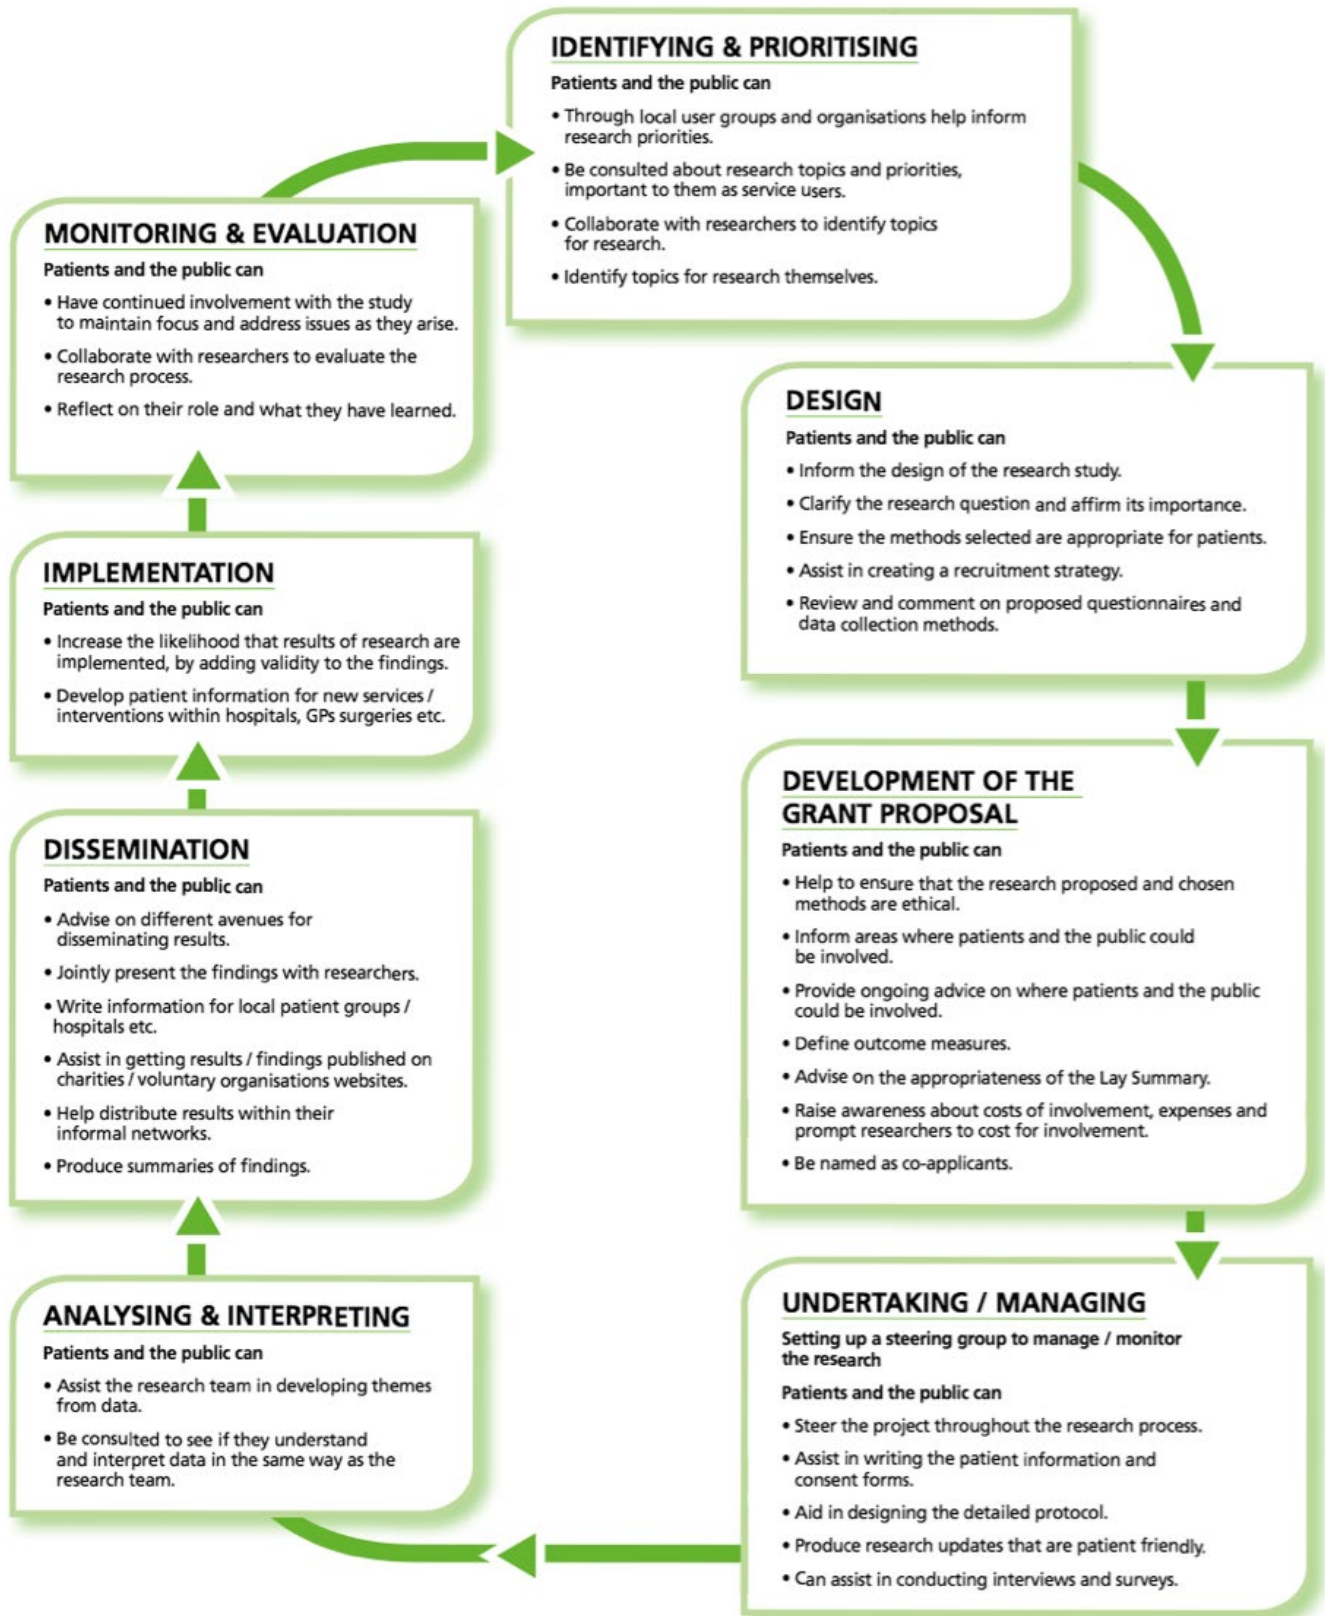 IDENTIFYING & PRIORITISING
Patients and the public can
• Through local user groups and organisations help inform
research priorities.
• Be consulted about research topics and priorities,
important to them as service users.
• Collaborate with researchers to identify topics
for research.
• Identify topics for research themselves.
DESIGN
Patients and the public can
• Inform the design of the research study.
• Clarify the research question and affirm its importance.
• Ensure the methods selected are appropriate for patients.
• Assist in creating a recruitment strategy.
• Review and comment on proposed questionnaires and
data collection methods.
DEVELOPMENT OF THE
GRANT PROPOSAL
Patients and the public can
• Help to ensure that the research proposed and chosen
methods are ethical.
• Inform areas where patients and the public could
be involved.
• Provide ongoing advice on where patients and the public
could be involved.
• Define outcome measures.
• Advise on the appropriateness of the Lay Summary.
• Raise awareness about costs of involvement, expenses and
prompt researchers to cost for involvement.
• Be named as co-applicants.
UNDERTAKING / MANAGING
Setting up a steering group to manage / monitor
the research
Patients and the public can
• Steer the project throughout the research process.
• Assist in writing the patient information and
consent forms.
• Aid in designing the detailed protocol.
• Produce research updates that are patient friendly.
• Can assist in conducting interviews and surveys.
ANALYSING & INTERPRETING
Patients and the public can
• Assist the research team in developing themes
from data.
• Be consulted to see if they understand
and interpret data in the same way as the
research team.
DISSEMINATION
Patients and the public can
• Advise on different avenues for
disseminating results.
• Jointly present the findings with researchers.
• Write information for local patient groups /
hospitals etc.
• Assist in getting results / findings published on
charities / voluntary organisations websites.
• Help distribute results within their
informal networks.
• Produce summaries of findings.
IMPLEMENTATION
Patients and the public can
• Increase the likelihood that results of research are
implemented, by adding validity to the findings.
• Develop patient information for new services /
interventions within hospitals, GPs surgeries etc.
MONITORING & EVALUATION
Patients and the public can
• Have continued involvement with the study
to maintain focus and address issues as they arise.
• Collaborate with researchers to evaluate the
research process.
• Reflect on their role and what they have learned.